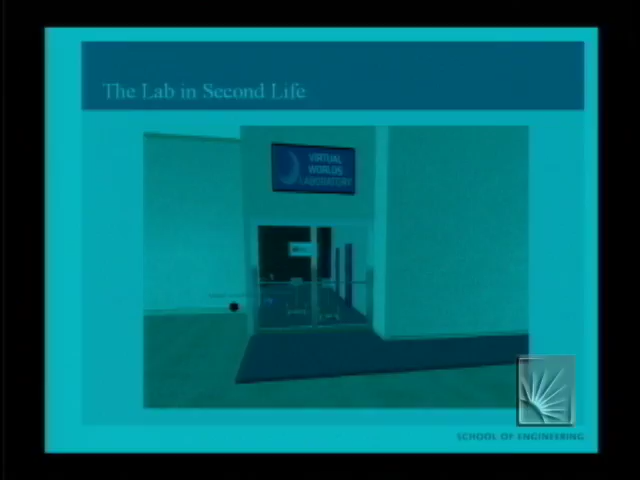 The Lab in Second Life
VIRTUAL
WORLDS
LABORATORY
SCHOOL OF ENGINEERING